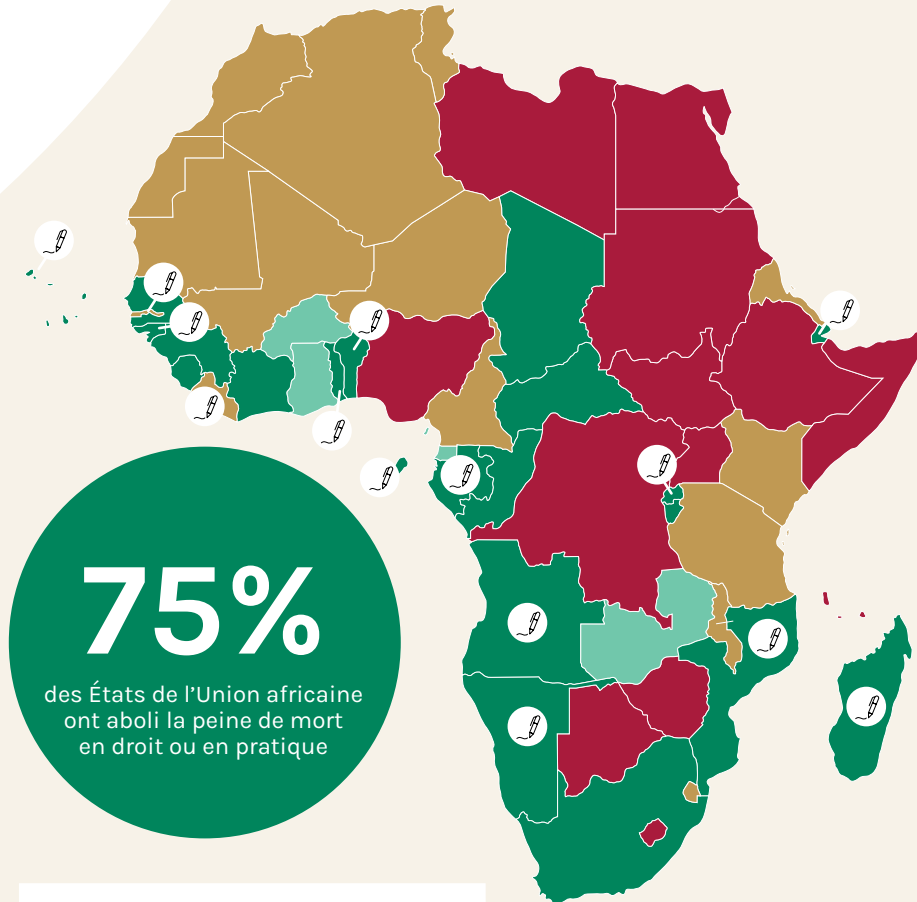 75%
des États de l'Union africaine
ont aboli la peine de mort
en droit ou en pratique